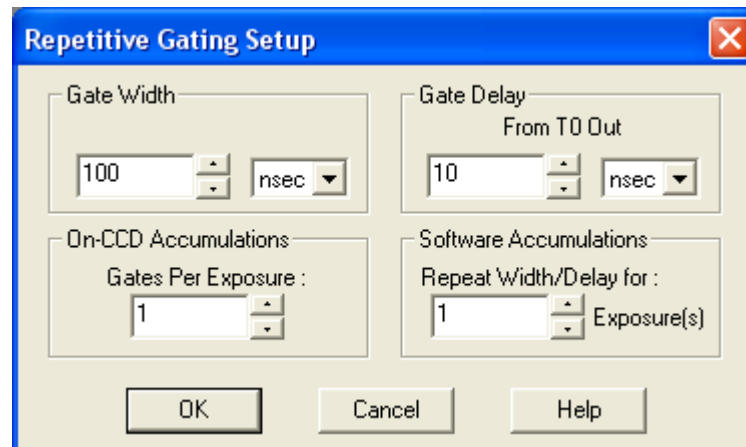 Repetitive Gating Setup
Gate Width
100
nsec
Gate Delay
From T0 Out
10
nsec
On-CCD Accumulations
Gates Per Exposure :
1
Software Accumulations
Repeat Width/Delay for :
1
Exposure(s)
OK
Cancel
Help